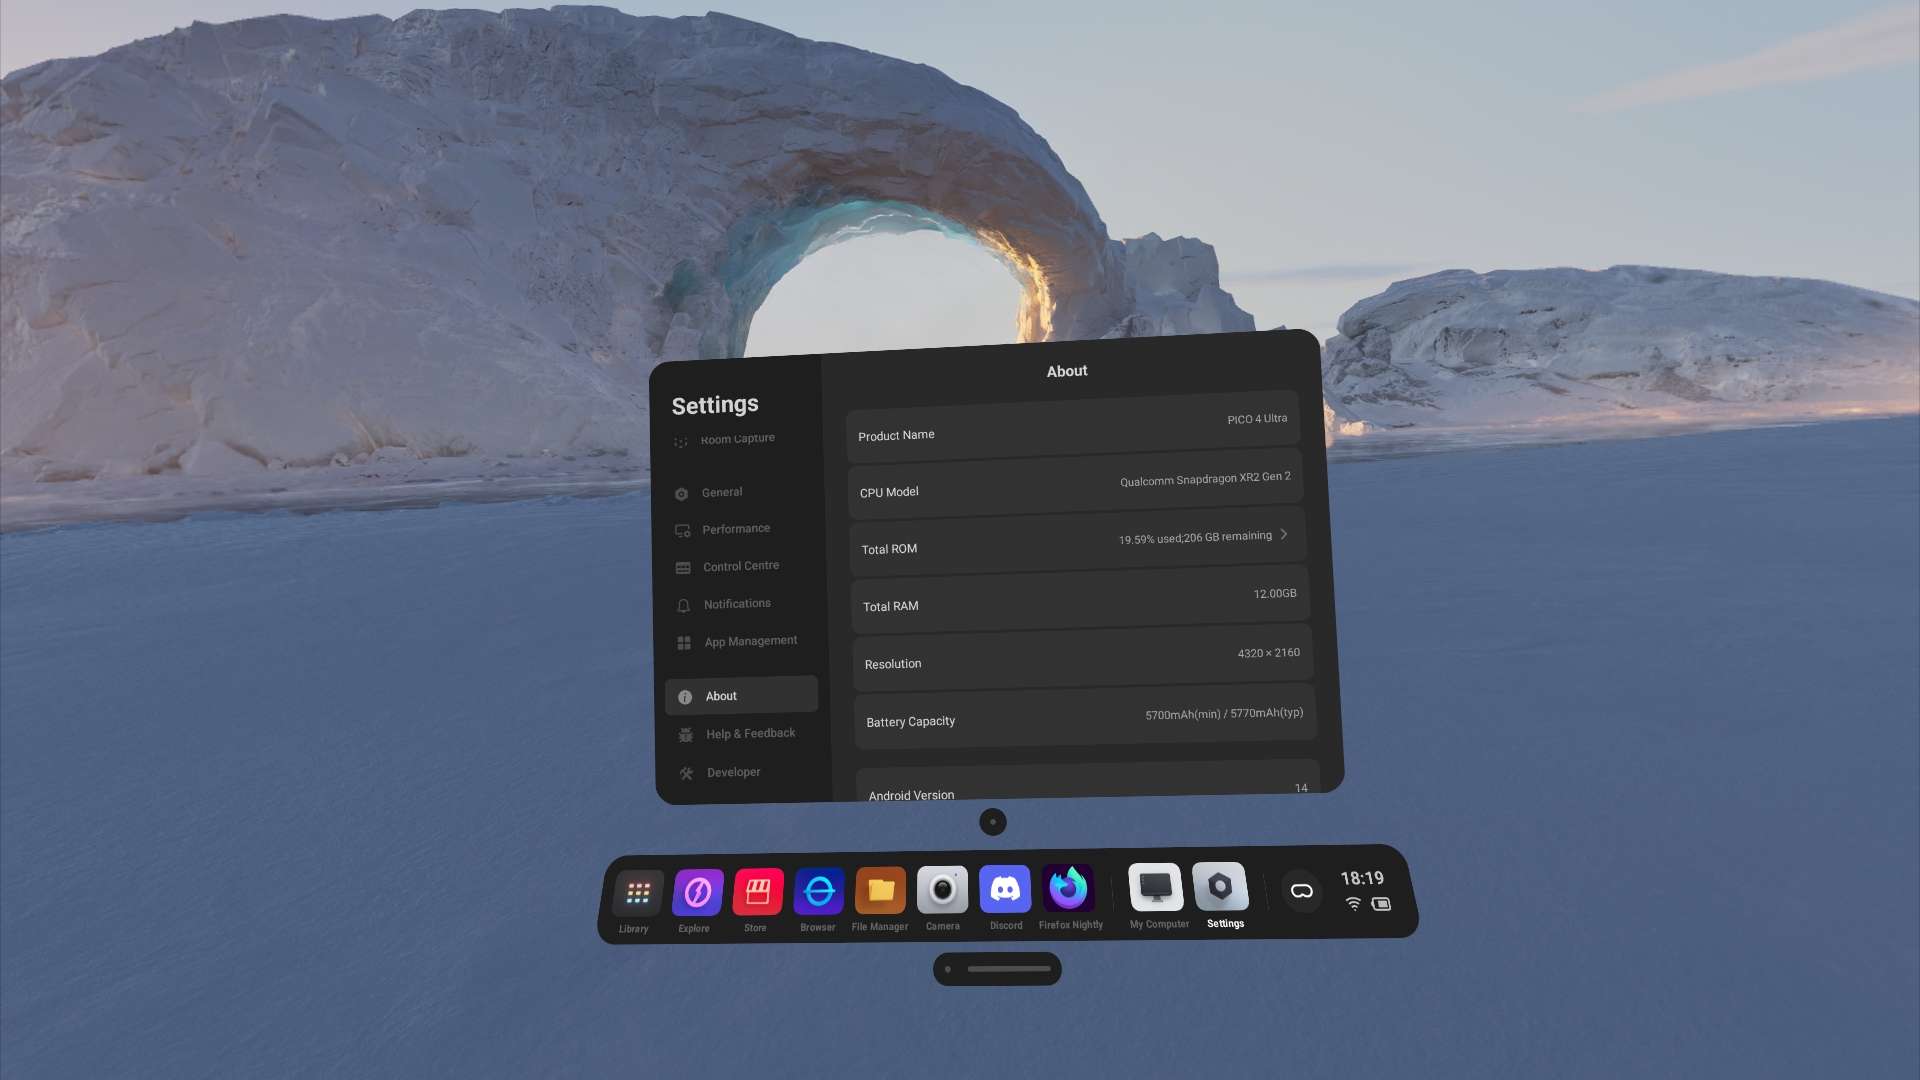 Settings
Room Capture
General
Performance
Control Centre
Notifications
App Management
About
Help & Feedback
Developer
About
Product Name PICO 4 Ultra
CPU Model Qualcomm Snapdragon XR2 Gen 2
Total ROM 19.59% used;206 GB remaining
Total RAM 12.00GB
Resolution 4320 × 2160
Battery Capacity 5700mAh(min) / 5770mAh(typ)
Android Version 14
Library Explore Store Browser File Manager Camera Discord Firefox Nightly My Computer Settings
18:19